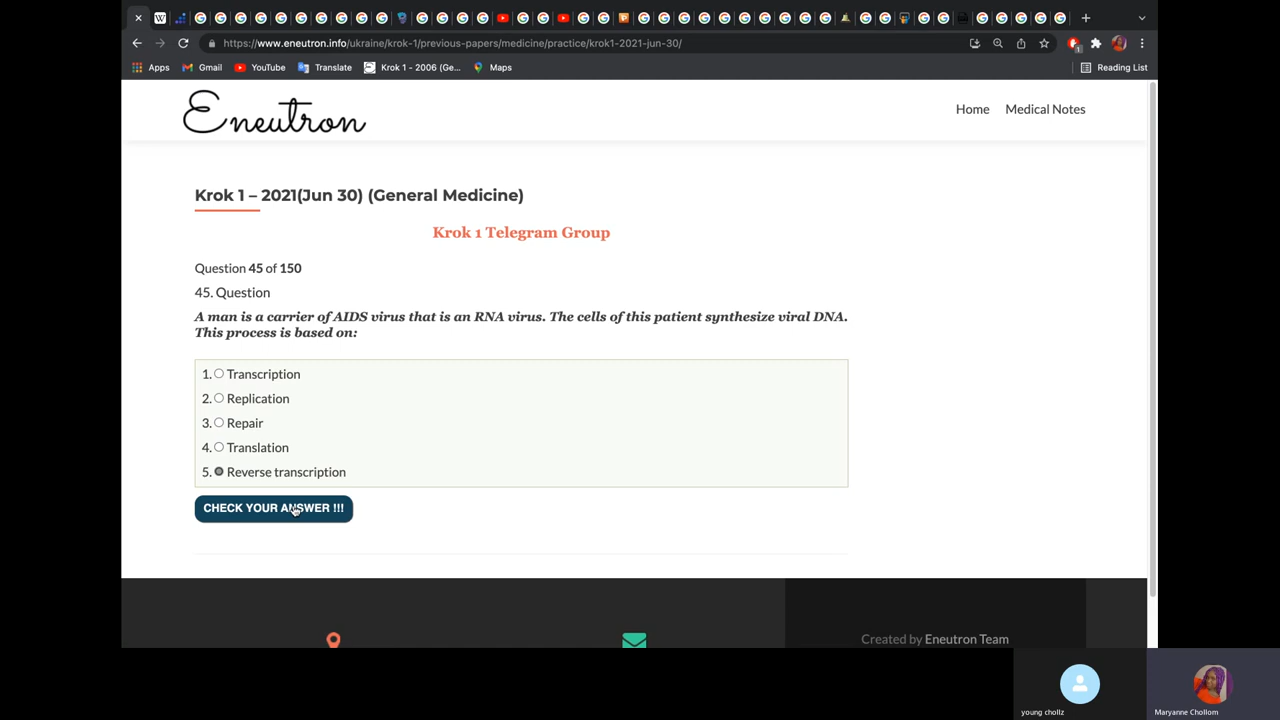 https://www.eneutron.info/ukraine/krok-1/previous-papers/medicine/practice/krok1-2021-jun-30/
Apps Gmail YouTube Translate Krok 1 - 2006 (Ge... Maps Reading List
Eneutron
Home Medical Notes
Krok 1 – 2021(Jun 30) (General Medicine)
Krok 1 Telegram Group
Question 45 of 150
45. Question
A man is a carrier of AIDS virus that is an RNA virus. The cells of this patient synthesize viral DNA.
This process is based on:
1. Transcription
2. Replication
3. Repair
4. Translation
5. Reverse transcription
CHECK YOUR ANSWER !!!
Created by Eneutron Team
young chollz
Maryanne Chollom